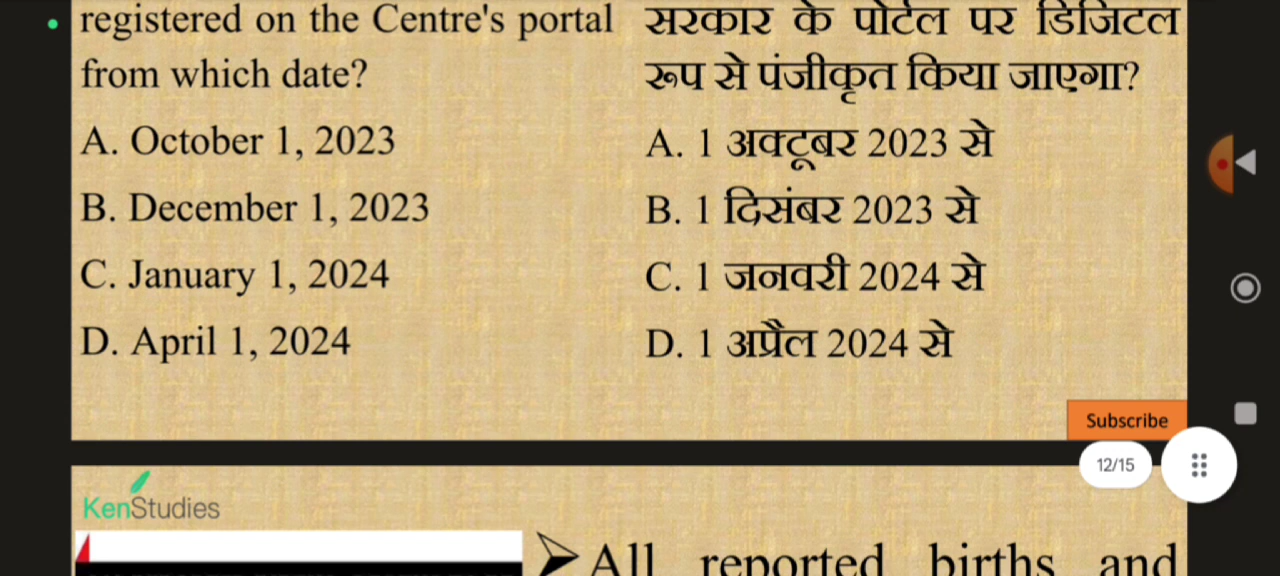 registered on the Centre's portal
from which date?
A. October 1, 2023
B. December 1, 2023
C. January 1, 2024
D. April 1, 2024
सरकार के पोर्टल पर डिजिटल
रूप से पंजीकृत किया जाएगा?
A. 1 अक्टूबर 2023 से
B. 1 दिसंबर 2023 से
C. 1 जनवरी 2024 से
D. 1 अप्रैल 2024 से
Subscribe
12/15
KenStudies
All reported births and